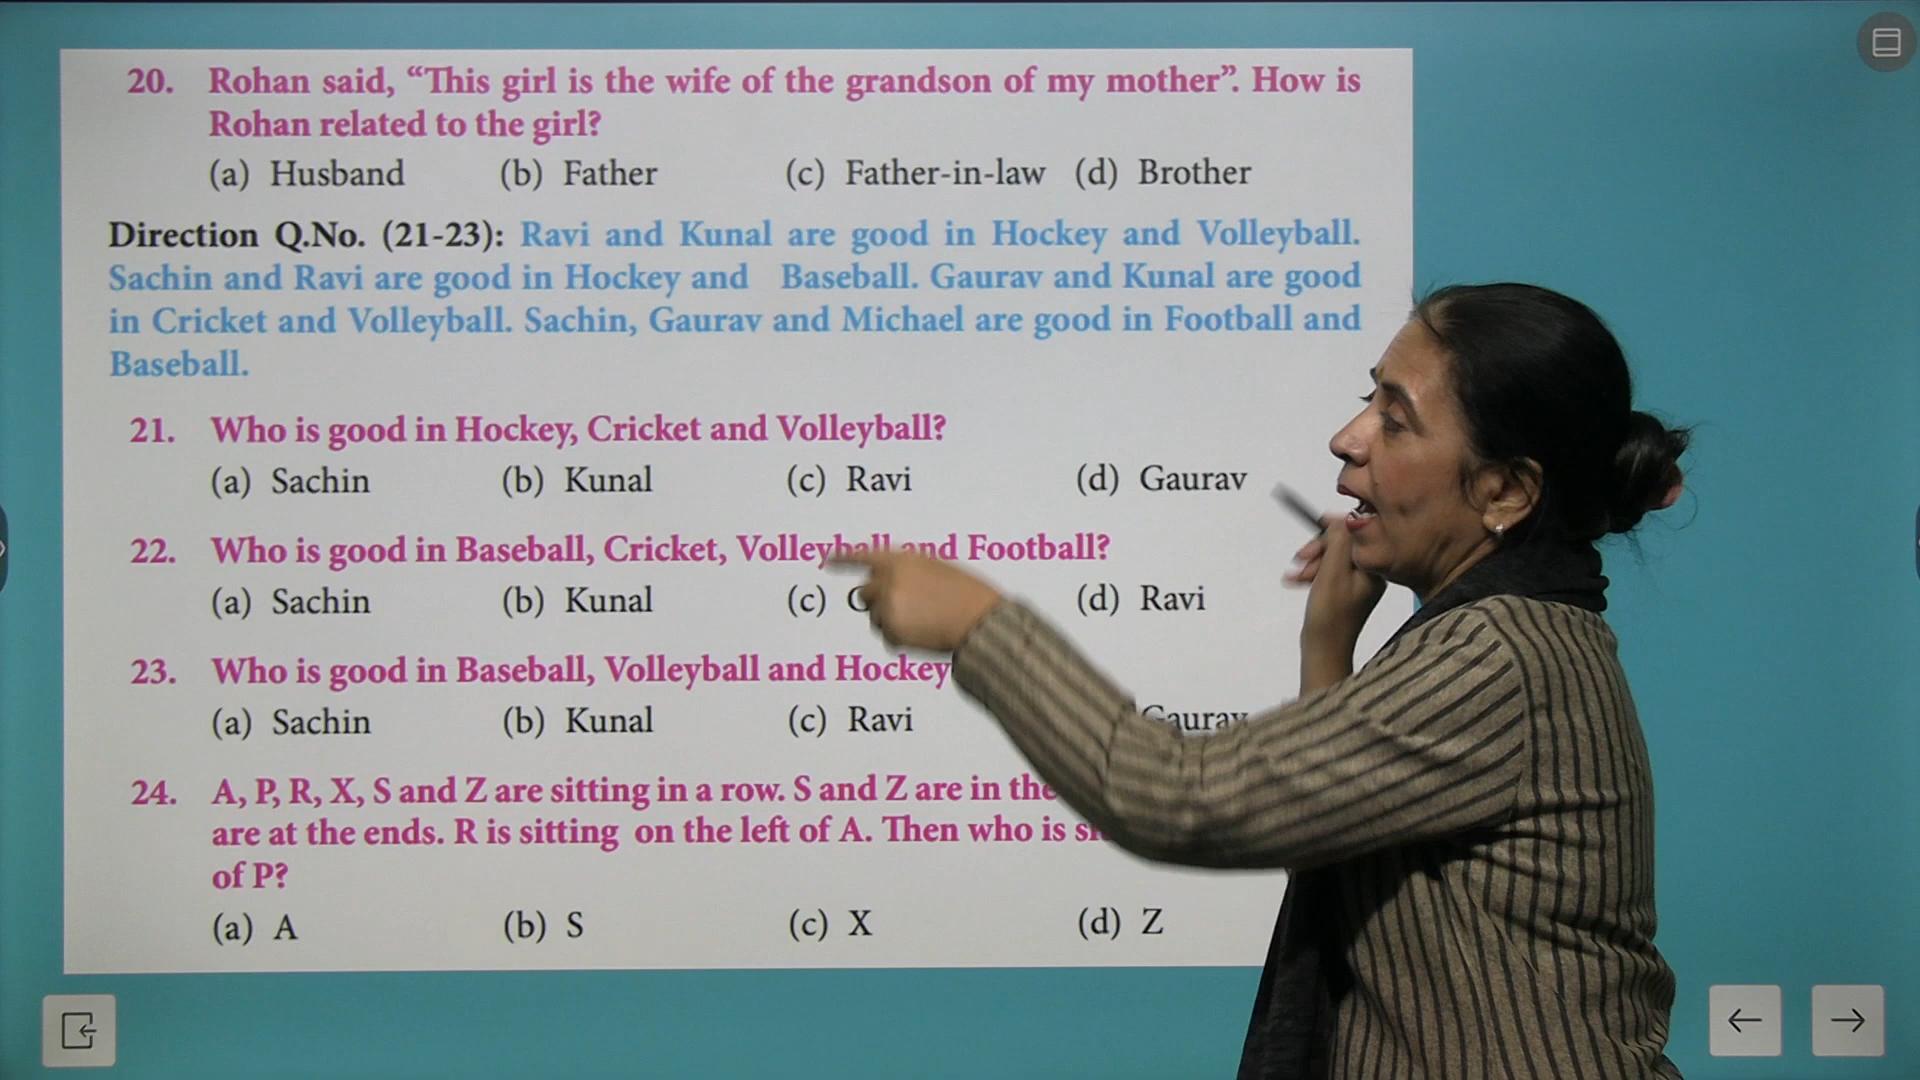 20. Rohan said, “This girl is the wife of the grandson of my mother”. How is
Rohan related to the girl?
(a) Husband (b) Father (c) Father-in-law (d) Brother
Direction Q.No. (21-23): Ravi and Kunal are good in Hockey and Volleyball.
Sachin and Ravi are good in Hockey and Baseball. Gaurav and Kunal are good
in Cricket and Volleyball. Sachin, Gaurav and Michael are good in Football and
Baseball.
21. Who is good in Hockey, Cricket and Volleyball?
(a) Sachin (b) Kunal (c) Ravi (d) Gaurav
22. Who is good in Baseball, Cricket, Volleyball and Football?
(a) Sachin (b) Kunal (c) (d) Ravi
23. Who is good in Baseball, Volleyball and Hockey
(a) Sachin (b) Kunal (c) Ravi Gaurav
24. A, P, R, X, S and Z are sitting in a row. S and Z are in the
are at the ends. R is sitting on the left of A. Then who is
of P?
(a) A (b) S (c) X (d) Z